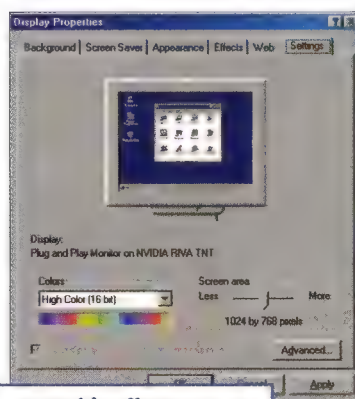 Display Properties
Background Screen Saver Appearance Effects Web Settings
Display:
Plug and Play Monitor on NVIDIA RIVA TNT
Colors Screen area
High Color (16 bit) Less More
1024 by 768 pixels
Advanced...
Apply